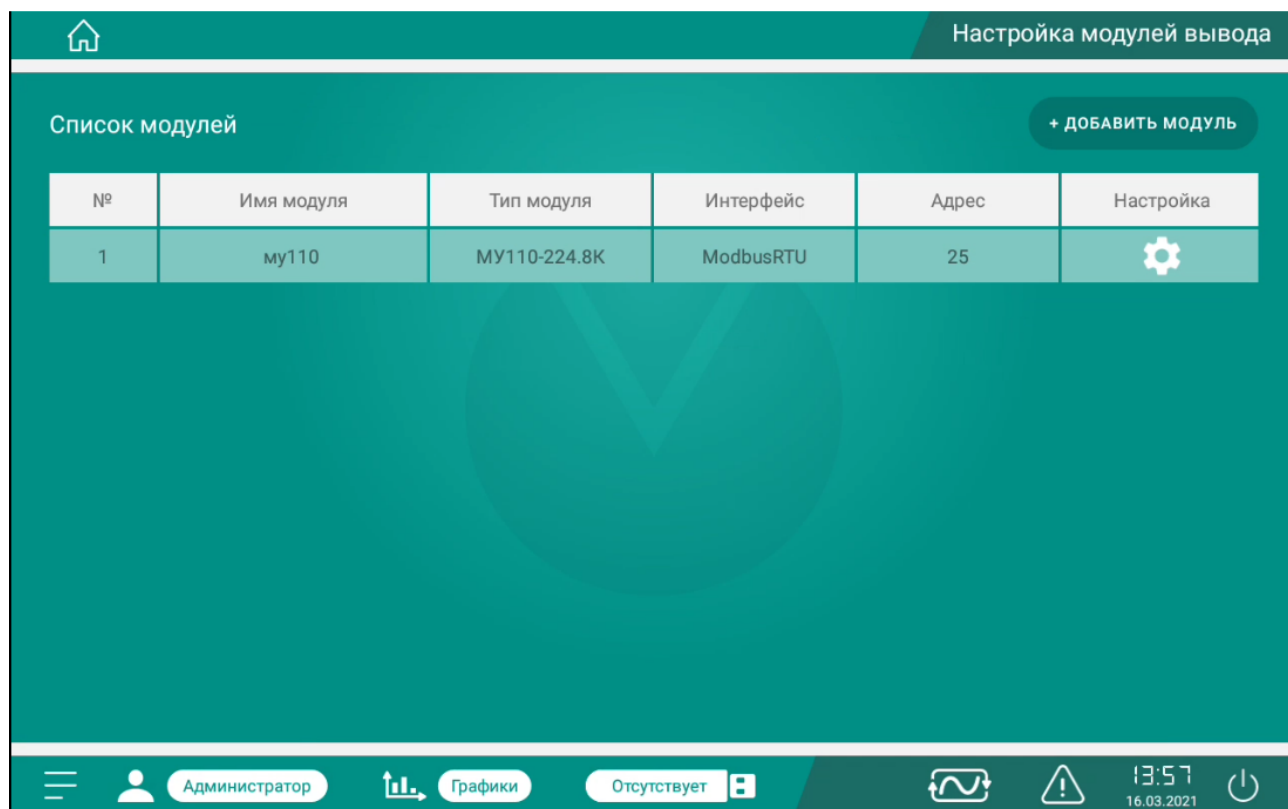 Настройка модулей вывода
Список модулей
+ ДОБАВИТЬ МОДУЛЬ
№ Имя модуля Тип модуля Интерфейс Адрес Настройка
1 му110 МУ110-224.8К ModbusRTU 25
Администратор Графики Отсутствует 13:57
16.03.2021